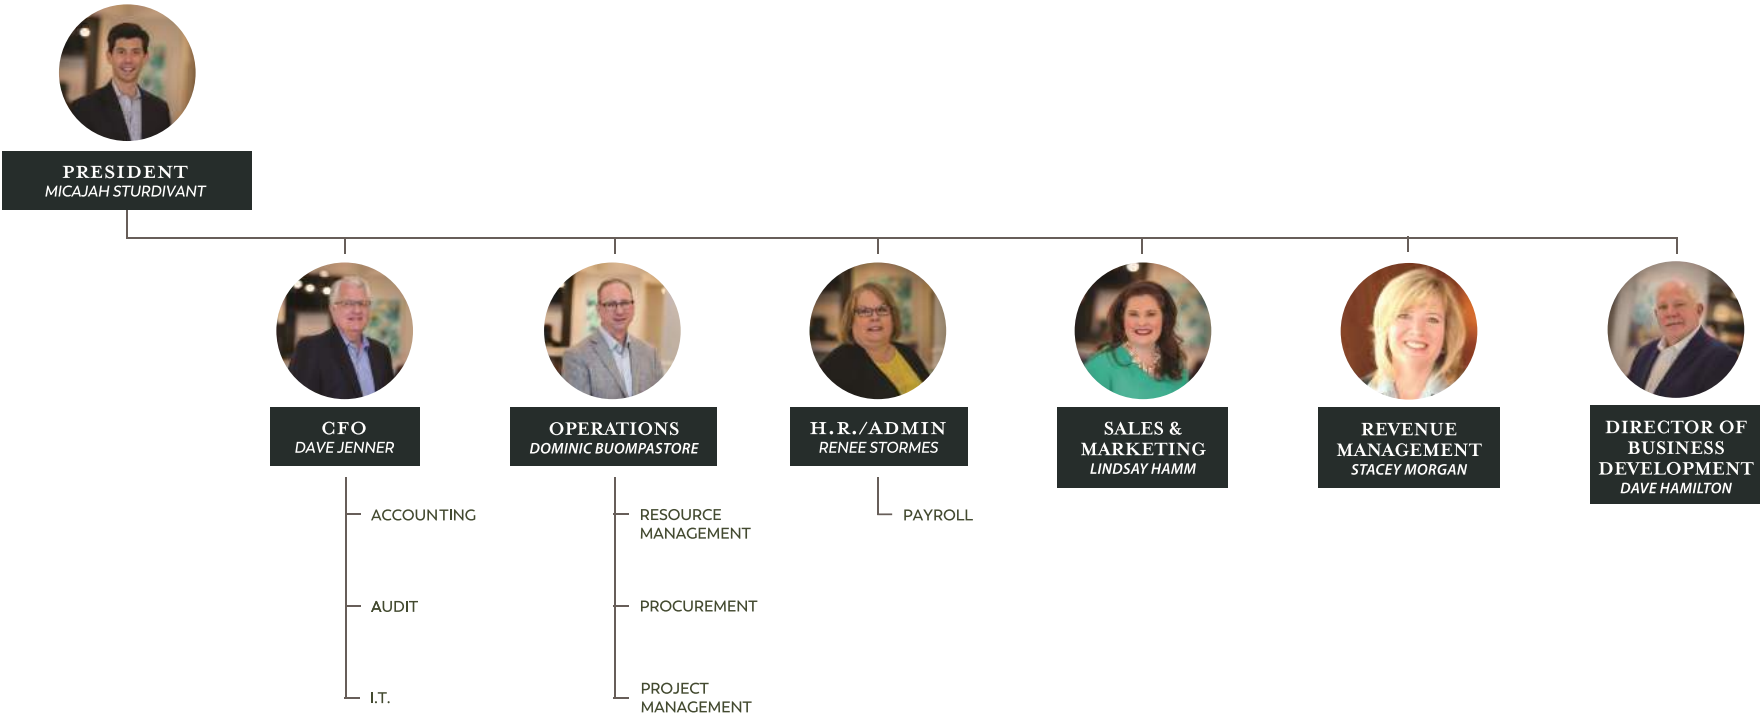 PRESIDENT
MICAJAH STURDIVANT
CFO
DAVE JENNER
OPERATIONS
DOMINIC BUOMPASTORE
H.R./ADMIN
RENEE STORMES
SALES &
MARKETING
LINDSAY HAMM
REVENUE
MANAGEMENT
STACEY MORGAN
DIRECTOR OF
BUSINESS
DEVELOPMENT
DAVE HAMILTON
ACCOUNTING
AUDIT
I.T.
RESOURCE
MANAGEMENT
PROCUREMENT
PROJECT
MANAGEMENT
PAYROLL